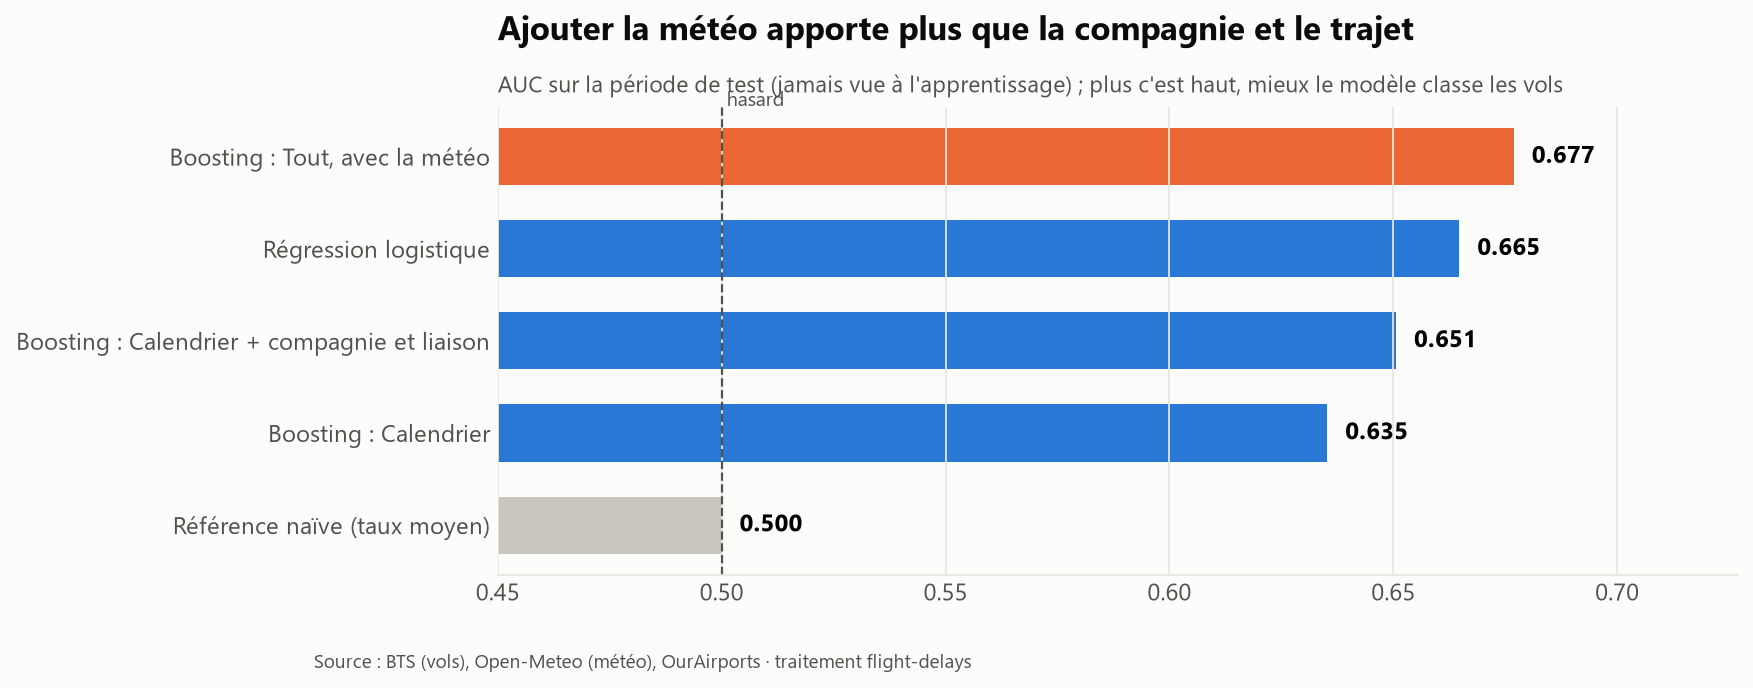 Ajouter la météo apporte plus que la compagnie et le trajet
AUC sur la période de test (jamais vue à l'apprentissage) ; plus c'est haut, mieux le modèle classe les vols
hasard
Boosting : Tout, avec la météo
0.677
Régression logistique
0.665
Boosting : Calendrier + compagnie et liaison
0.651
Boosting : Calendrier
0.635
Référence naïve (taux moyen)
0.500
0.45 0.50 0.55 0.60 0.65 0.70
Source : BTS (vols), Open-Meteo (météo), OurAirports · traitement flight-delays